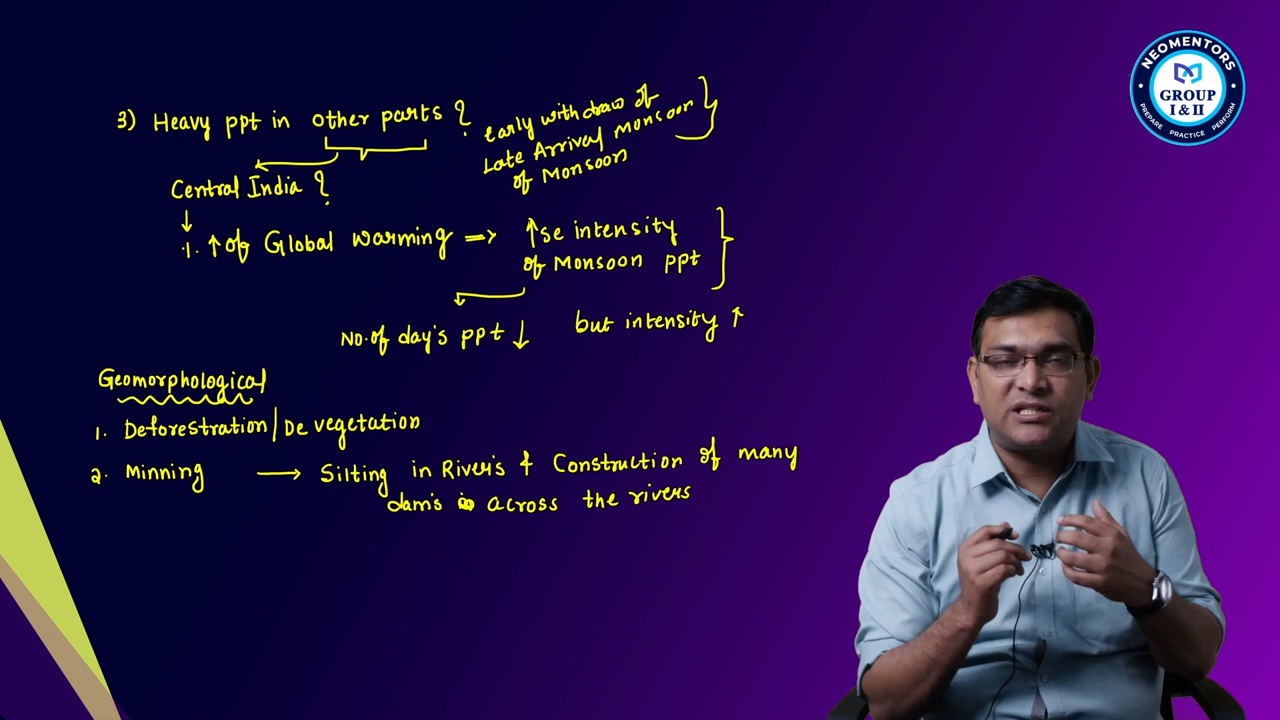 3) Heavy ppt in other parts ?
early withdraw of
Late Arrival monsoon
of Monsoon
Central India ?
1. ↑ of Global warming => ↑se intensity
of Monsoon ppt
No. of day's ppt ↓ but intensity ↑
Geomorphological
1. Deforestration/De vegetation
2. Minning → Silting in River's & Construction of many
dam's across the rivers
NEOMENTORS
GROUP
I & II
PREPARE PRACTICE PERFORM